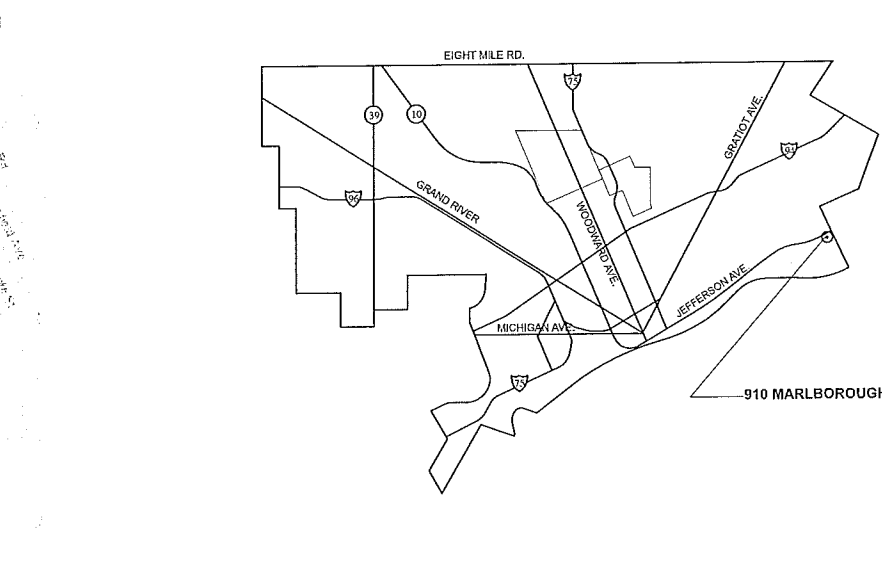 EIGHT MILE RD.
75
39
10
GRATIOT AVE.
94
96
GRAND RIVER
WOODWARD AVE.
JEFFERSON AVE.
MICHIGAN AVE.
75
910 MARLBOROUGH